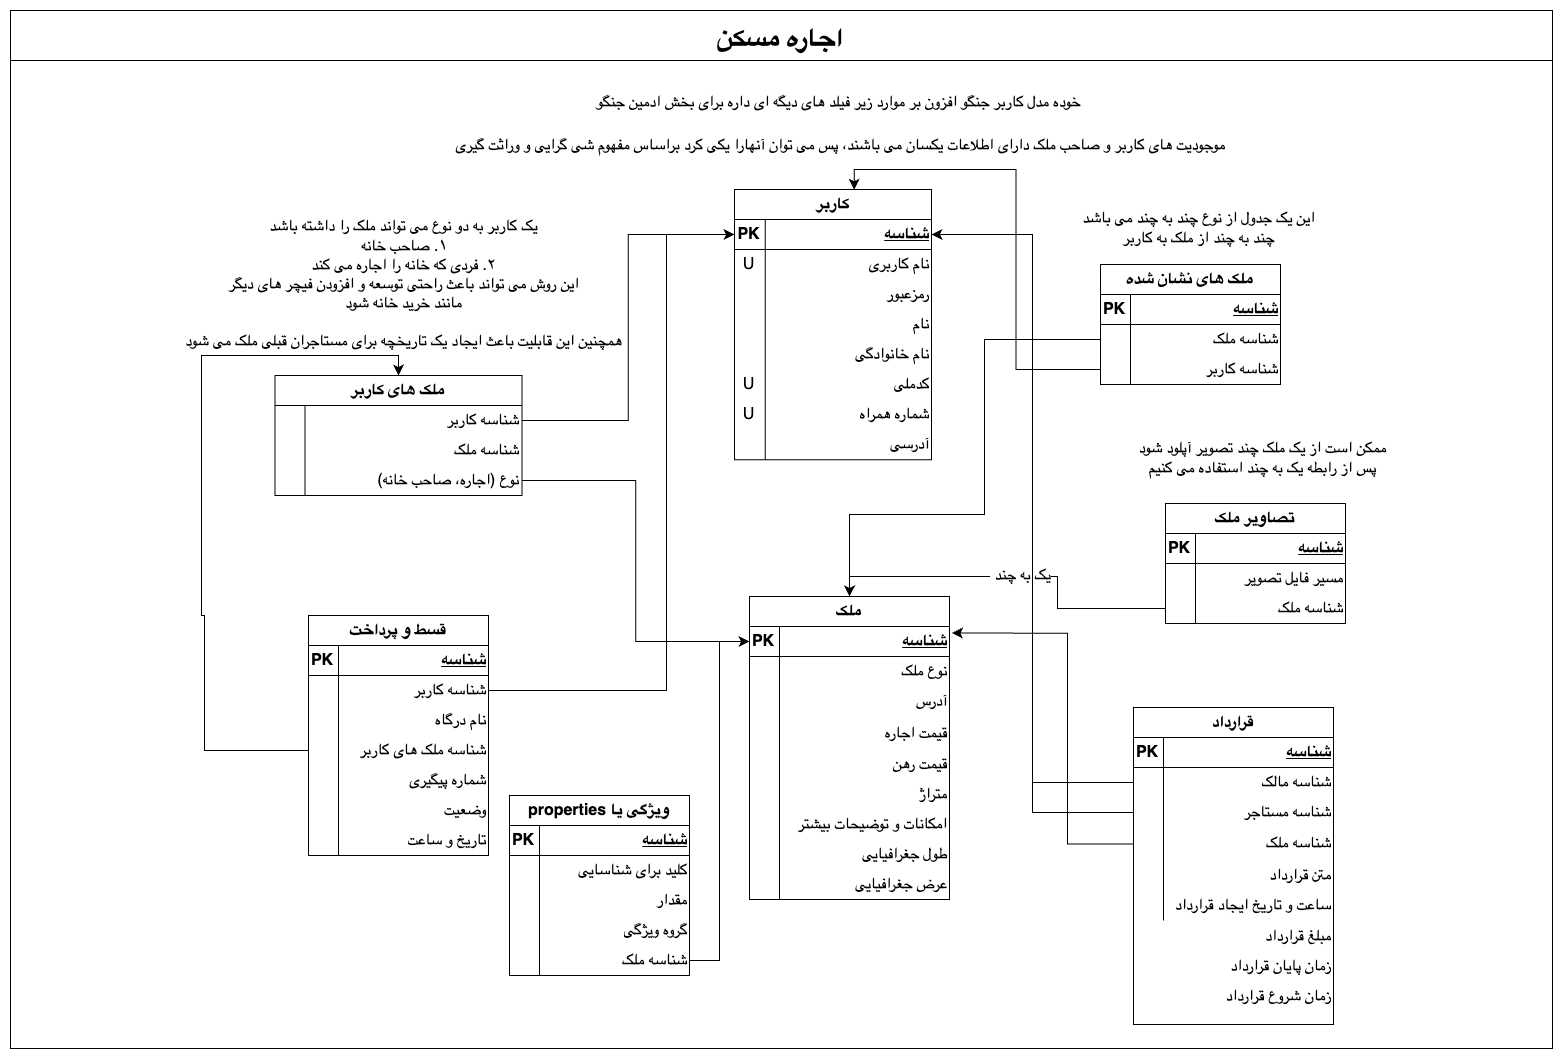 اجاره مسکن
خوده مدل کاربر جنگو افزون بر موارد زیر فیلد های دیگه ای داره برای بخش ادمین جنگو
موجودیت های کاربر و صاحب ملک دارای اطلاعات یکسان می باشند، پس می توان آنهارا یکی کرد براساس مفهوم شی گرایی و وراثت گیری
کاربر
PK شناسه
U نام کاربری
رمزعبور
نام
نام خانوادگی
U کدملی
U شماره همراه
آدرسی
این یک جدول از نوع چند به چند می باشد
چند به چند از ملک به کاربر
ملک های نشان شده
PK شناسه
شناسه ملک
شناسه کاربر
یک کاربر به دو نوع می تواند ملک را داشته باشد
۱. صاحب خانه
۲. فردی که خانه را اجاره می کند
این روش می تواند باعث راحتی توسعه و افزودن فیچر های دیگر
مانند خرید خانه شود
همچنین این قابلیت باعث ایجاد یک تاریخچه برای مستاجران قبلی ملک می شود
ملک های کاربر
شناسه کاربر
شناسه ملک
نوع (اجاره، صاحب خانه)
ممکن است از یک ملک چند تصویر آپلود شود
پس از رابطه یک به چند استفاده می کنیم
تصاویر ملک
PK شناسه
مسیر فایل تصویر
شناسه ملک
یک به چند
ملک
PK شناسه
نوع ملک
آدرس
قیمت اجاره
قیمت رهن
متراژ
امکانات و توضیحات بیشتر
طول جغرافیایی
عرض جغرافیایی
قسط و پرداخت
PK شناسه
شناسه کاربر
نام درگاه
شناسه ملک های کاربر
شماره پیگیری
وضعیت
تاریخ و ساعت
ویژگی یا properties
PK شناسه
کلید برای شناسایی
مقدار
گروه ویژگی
شناسه ملک
قرارداد
PK شناسه
شناسه مالک
شناسه مستاجر
شناسه ملک
متن قرارداد
ساعت و تاریخ ایجاد قرارداد
مبلغ قرارداد
زمان پایان قرارداد
زمان شروع قرارداد